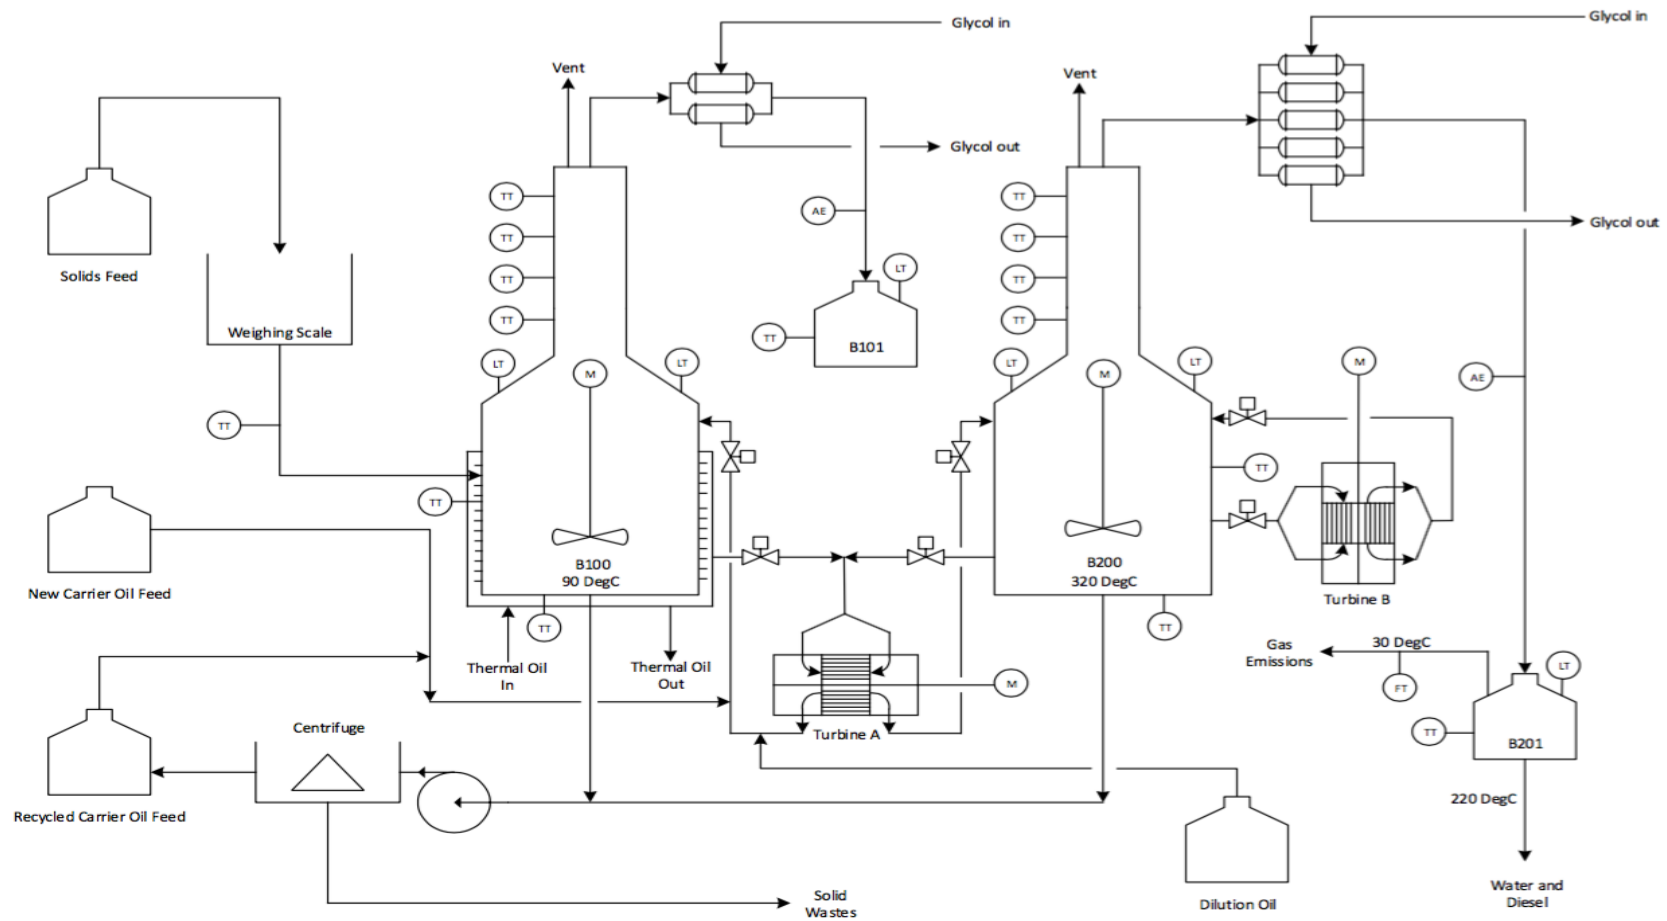 Glycol in
Glycol in
Vent
Vent
Glycol out
Glycol out
Solids Feed
Weighing Scale
TT
TT
TT
TT
TT
TT
TT
TT
AE
LT
TT
B101
LT
LT
M
LT
LT
M
M
AE
TT
TT
TT
B100
90 DegC
B200
320 DegC
New Carrier Oil Feed
Turbine B
TT
TT
Thermal Oil
In
Thermal Oil
Out
M
Gas
Emissions
30 DegC
FT
LT
TT
B201
Centrifuge
Turbine A
Recycled Carrier Oil Feed
220 DegC
Solid
Wastes
Dilution Oil
Water and
Diesel